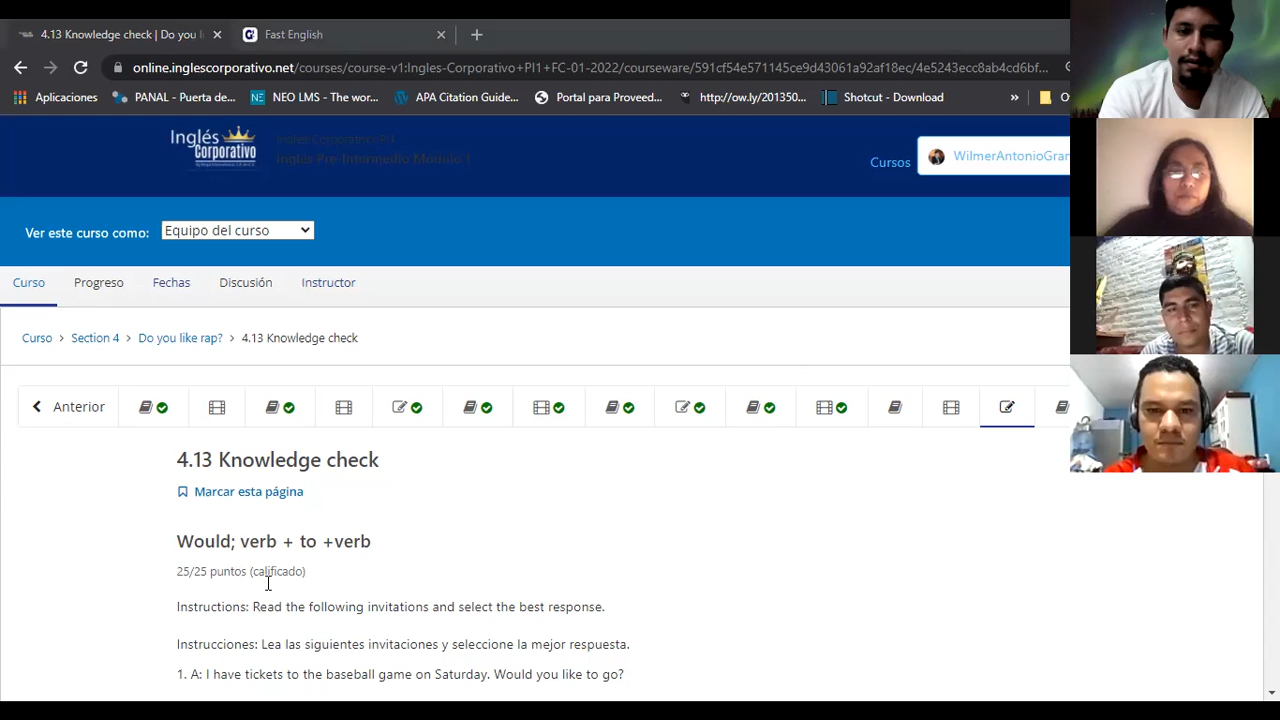 4.13 Knowledge check | Do you l
Fast English
online.inglescorporativo.net/courses/course-v1:Ingles-Corporativo+PI1+FC-01-2022/courseware/591cf54e571145ce9d43061a92af18ec/4e5243ecc8ab4cd6bf...
Aplicaciones
PANAL - Puerta de...
NEO LMS - The wor...
APA Citation Guide...
Portal para Proveed...
http://ow.ly/201350...
Shotcut - Download
»
Inglés
Corporativo
Inglés Pre-Intermedio Módulo 1
Cursos
WilmerAntonioGran
Ver este curso como:
Equipo del curso
Curso
Progreso
Fechas
Discusión
Instructor
Curso > Section 4 > Do you like rap? > 4.13 Knowledge check
Anterior
4.13 Knowledge check
Marcar esta página
Would; verb + to +verb
25/25 puntos (calificado)
Instructions: Read the following invitations and select the best response.
Instrucciones: Lea las siguientes invitaciones y seleccione la mejor respuesta.
1. A: I have tickets to the baseball game on Saturday. Would you like to go?